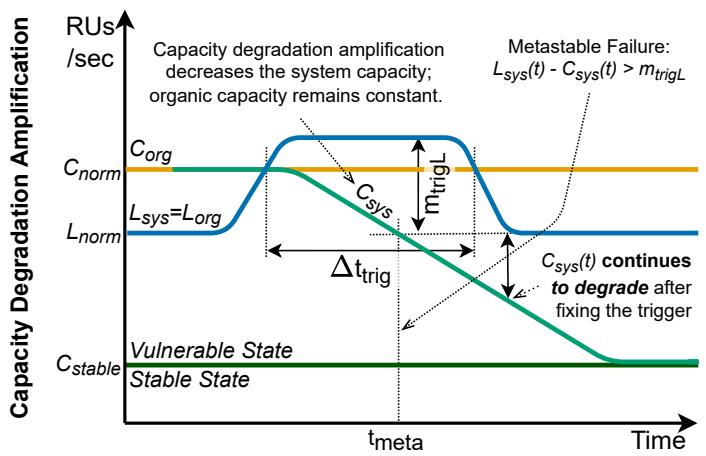 Capacity Degradation Amplification
RUs
/sec
Capacity degradation amplification
decreases the system capacity;
organic capacity remains constant.
Metastable Failure:
L_sys(t) - C_sys(t) > m_trigL
C_org
C_norm
C_sys
m_trigL
L_sys=L_org
L_norm
Δt_trig
C_sys(t) continues
to degrade after
fixing the trigger
Vulnerable State
C_stable
Stable State
t_meta
Time